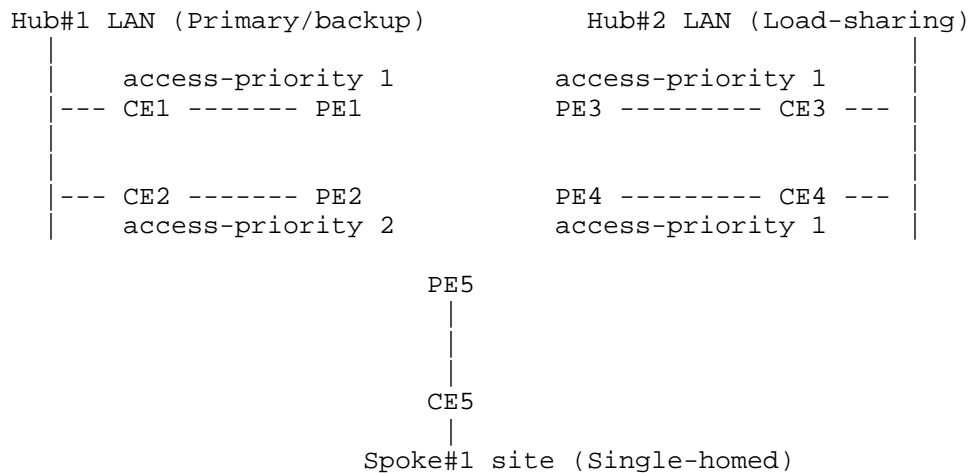 Hub#1 LAN (Primary/backup)          Hub#2 LAN (Load-sharing)
access-priority 1          access-priority 1
|--- CE1 ------- PE1          PE3 --------- CE3 --- |
|--- CE2 ------- PE2          PE4 --------- CE4 --- |
access-priority 2          access-priority 1
PE5
CE5
Spoke#1 site (Single-homed)